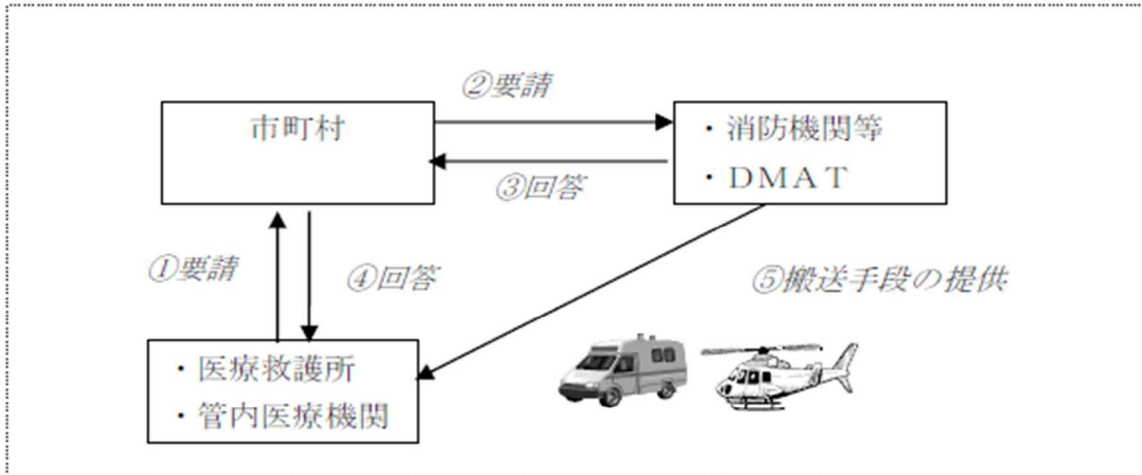 ②要請
市町村
・消防機関等
・ＤＭＡＴ
③回答
①要請
④回答
⑤搬送手段の提供
・医療救護所
・管内医療機関